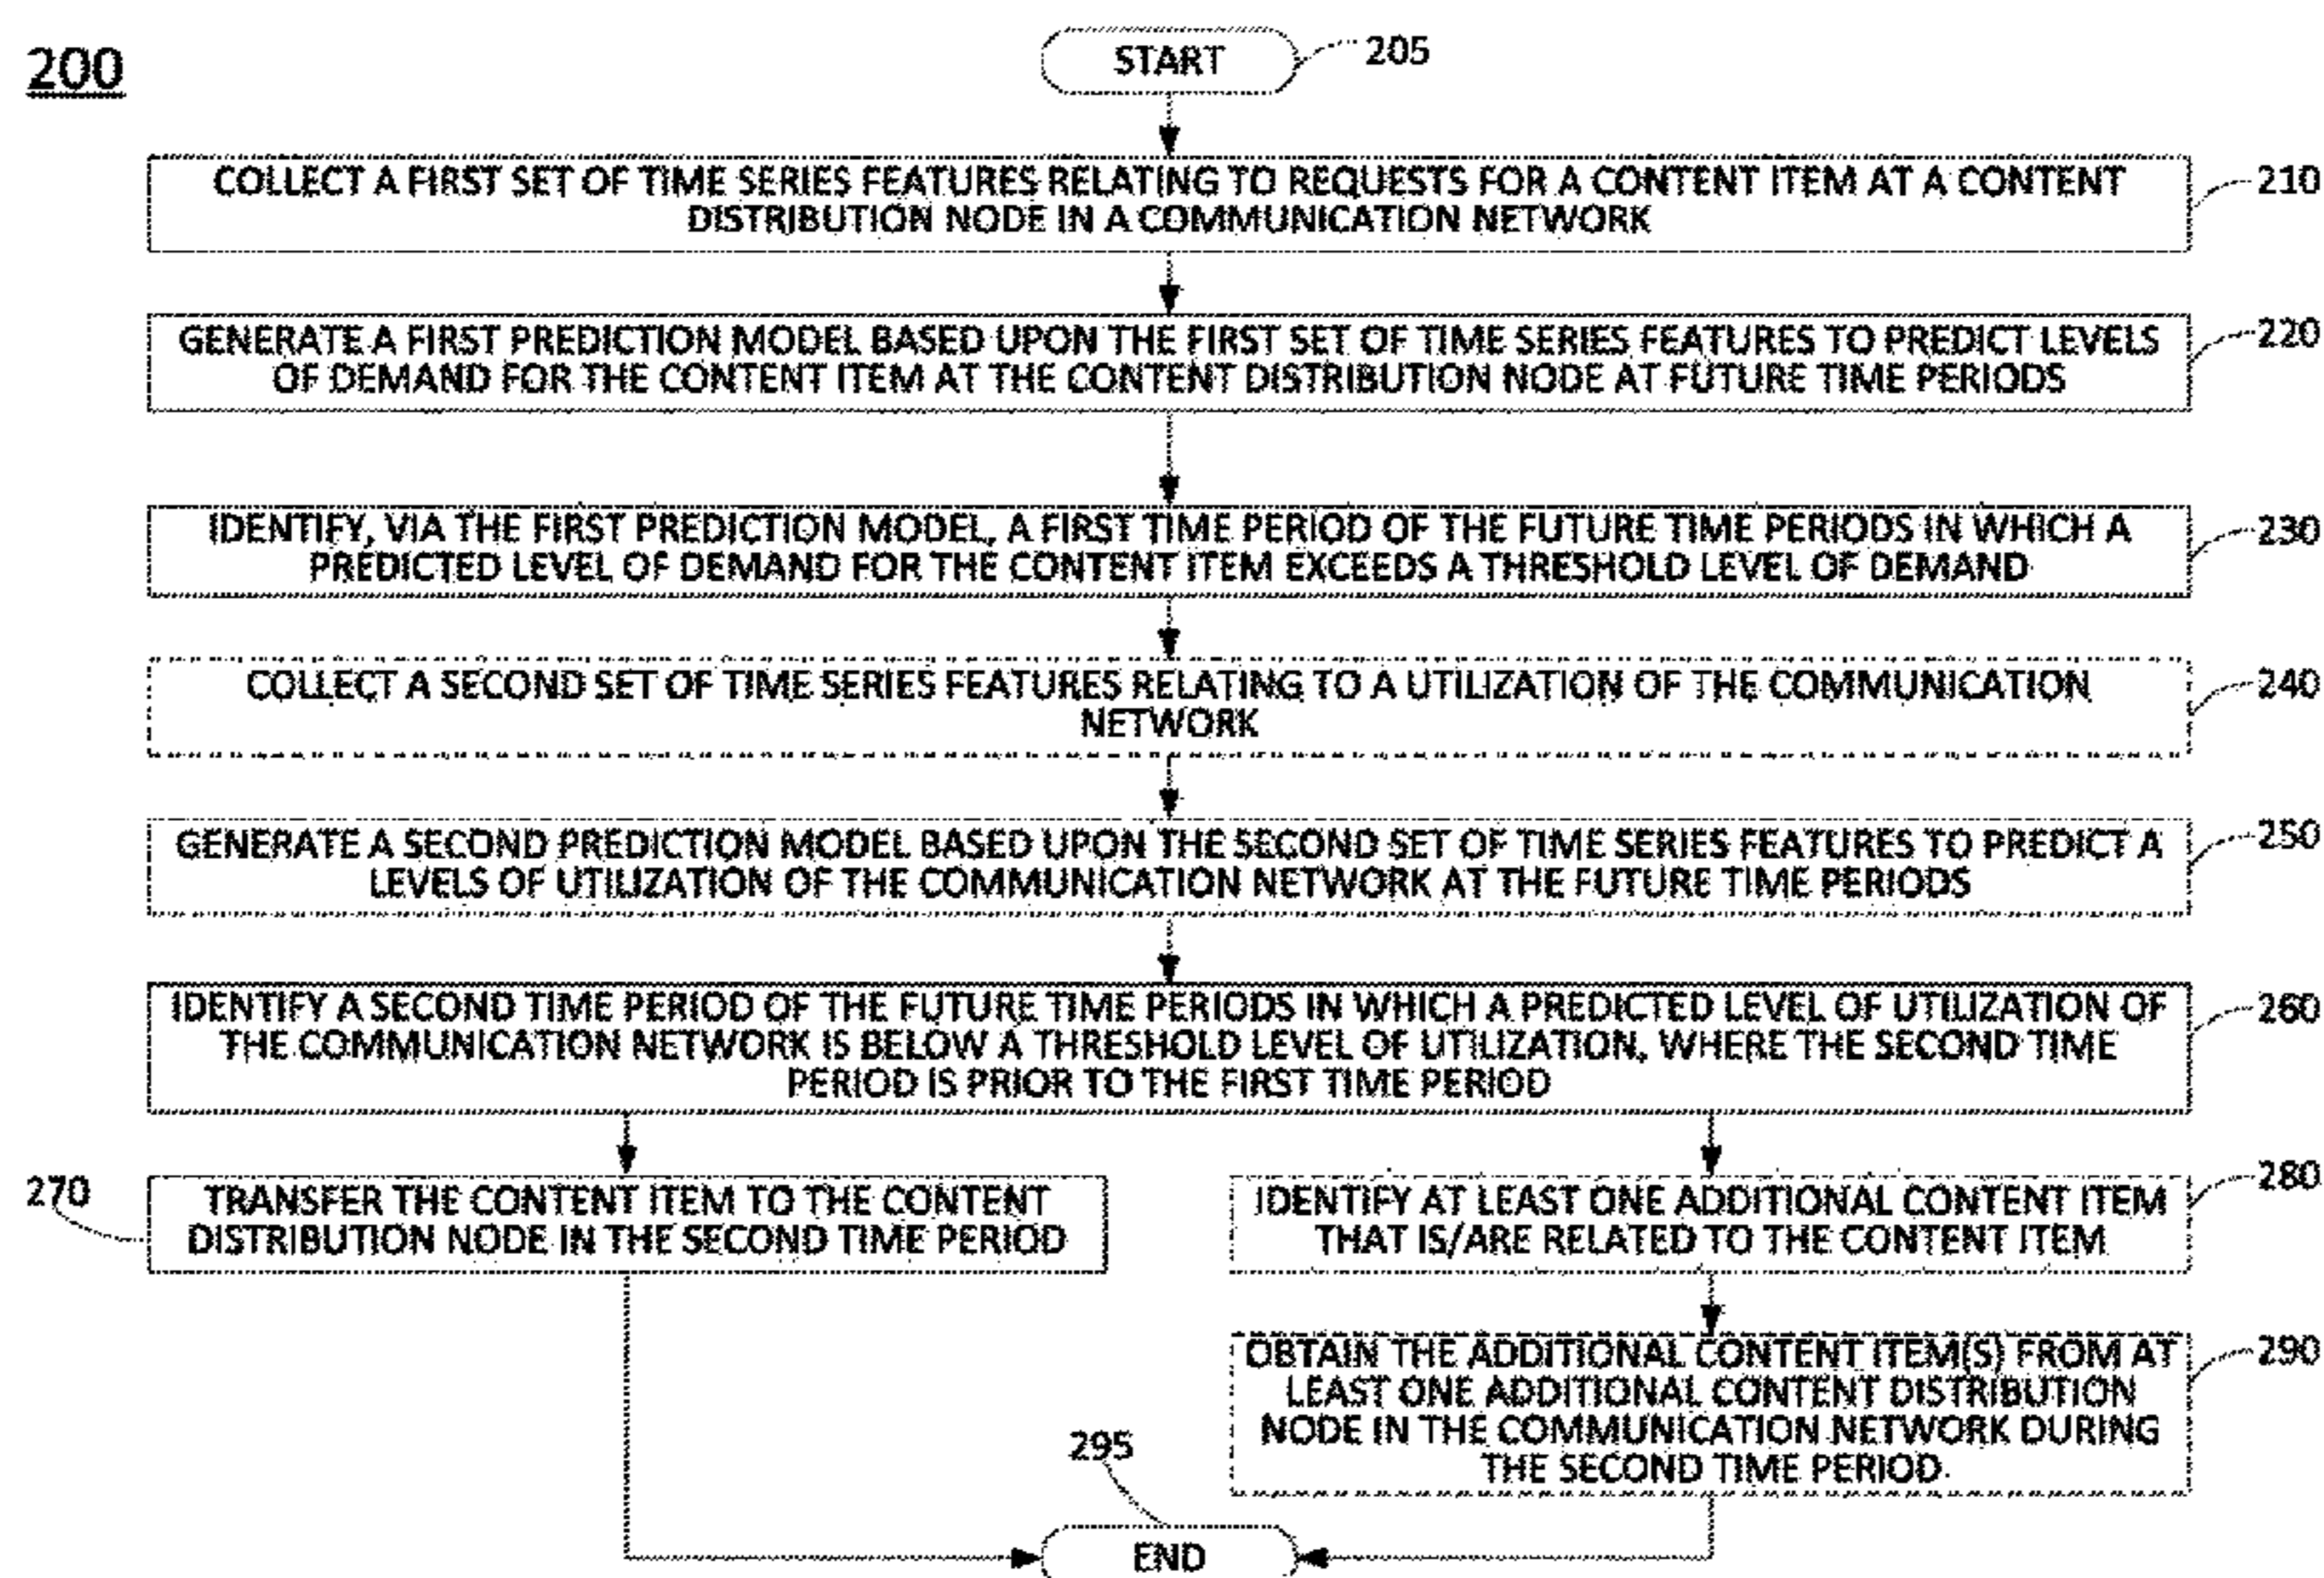 200
START
205
COLLECT A FIRST SET OF TIME SERIES FEATURES RELATING TO REQUESTS FOR A CONTENT ITEM AT A CONTENT
DISTRIBUTION NODE IN A COMMUNICATION NETWORK
210
GENERATE A FIRST PREDICTION MODEL BASED UPON THE FIRST SET OF TIME SERIES FEATURES TO PREDICT LEVELS
OF DEMAND FOR THE CONTENT ITEM AT THE CONTENT DISTRIBUTION NODE AT FUTURE TIME PERIODS
220
IDENTIFY, VIA THE FIRST PREDICTION MODEL, A FIRST TIME PERIOD OF THE FUTURE TIME PERIODS IN WHICH A
PREDICTED LEVEL OF DEMAND FOR THE CONTENT ITEM EXCEEDS A THRESHOLD LEVEL OF DEMAND
230
COLLECT A SECOND SET OF TIME SERIES FEATURES RELATING TO A UTILIZATION OF THE COMMUNICATION
NETWORK
240
GENERATE A SECOND PREDICTION MODEL BASED UPON THE SECOND SET OF TIME SERIES FEATURES TO PREDICT A
LEVELS OF UTILIZATION OF THE COMMUNICATION NETWORK AT THE FUTURE TIME PERIODS
250
IDENTIFY A SECOND TIME PERIOD OF THE FUTURE TIME PERIODS IN WHICH A PREDICTED LEVEL OF UTILIZATION OF
THE COMMUNICATION NETWORK IS BELOW A THRESHOLD LEVEL OF UTILIZATION, WHERE THE SECOND TIME
PERIOD IS PRIOR TO THE FIRST TIME PERIOD
260
270
TRANSFER THE CONTENT ITEM TO THE CONTENT
DISTRIBUTION NODE IN THE SECOND TIME PERIOD
IDENTIFY AT LEAST ONE ADDITIONAL CONTENT ITEM
THAT IS/ARE RELATED TO THE CONTENT ITEM
280
OBTAIN THE ADDITIONAL CONTENT ITEM(S) FROM AT
LEAST ONE ADDITIONAL CONTENT DISTRIBUTION
NODE IN THE COMMUNICATION NETWORK DURING
THE SECOND TIME PERIOD
290
295
END